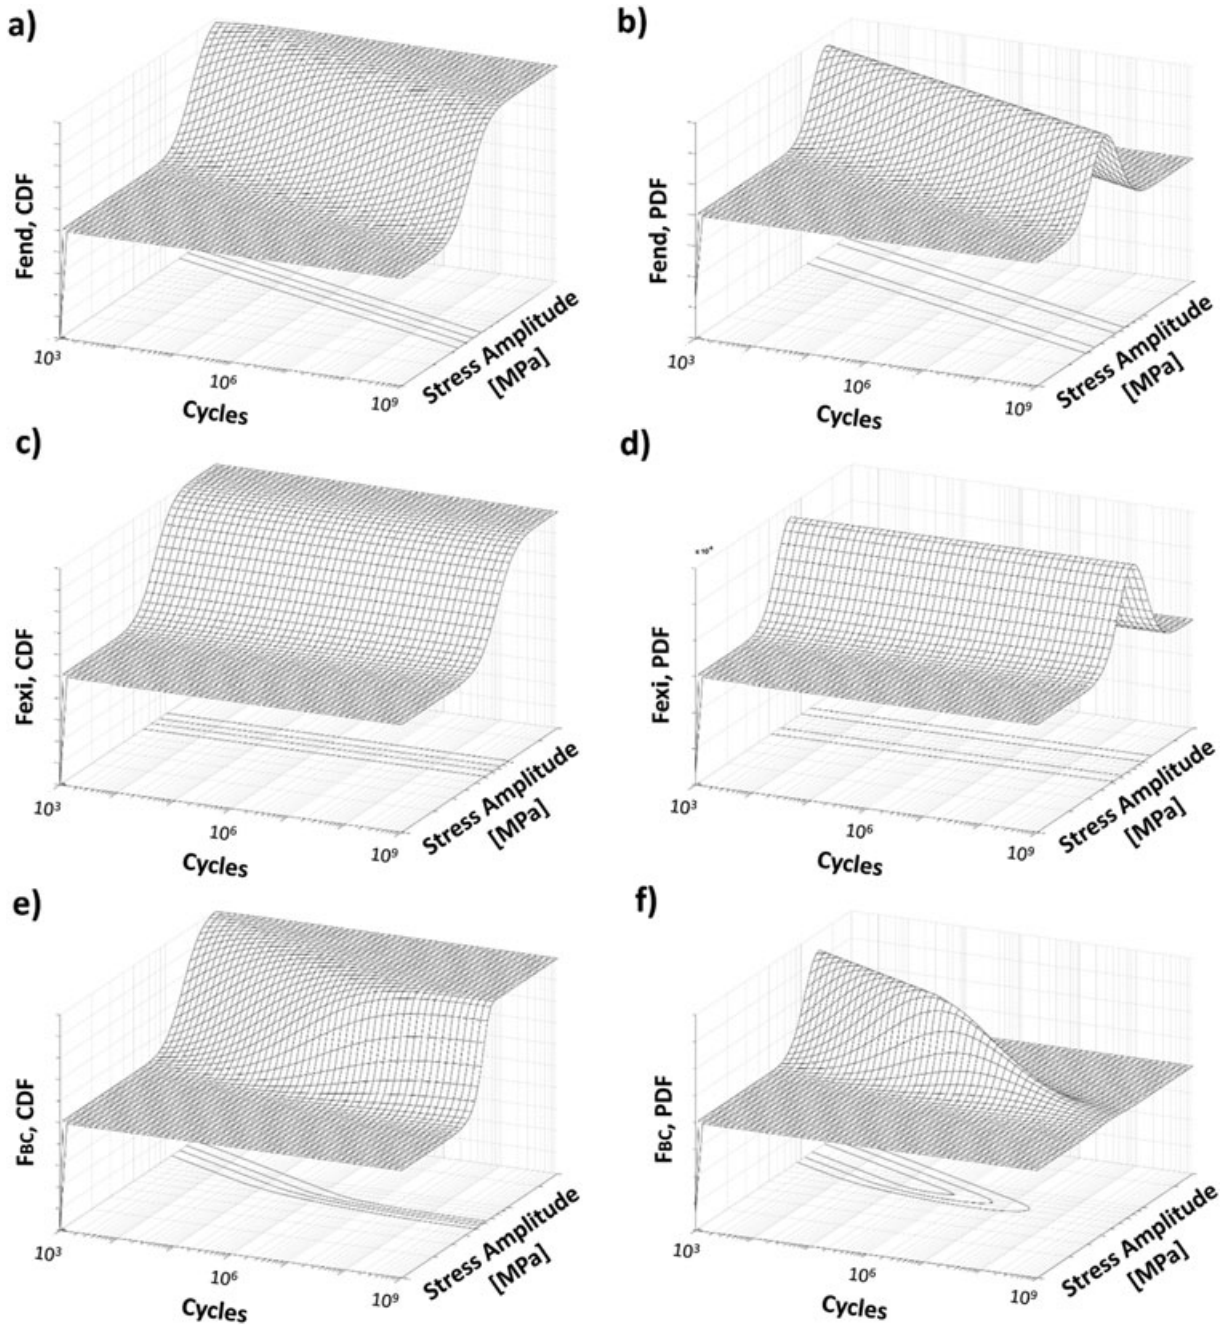 a)
Fend, CDF
10³
10⁶
10⁹
Cycles
Stress Amplitude
[MPa]
b)
Fend, PDF
10³
10⁶
10⁹
Cycles
Stress Amplitude
[MPa]
c)
Fexi, CDF
10³
10⁶
10⁹
Cycles
Stress Amplitude
[MPa]
d)
Fexi, PDF
10³
10⁶
10⁹
Cycles
Stress Amplitude
[MPa]
e)
FBC, CDF
10³
10⁶
10⁹
Cycles
Stress Amplitude
[MPa]
f)
FBC, PDF
10³
10⁶
10⁹
Cycles
Stress Amplitude
[MPa]